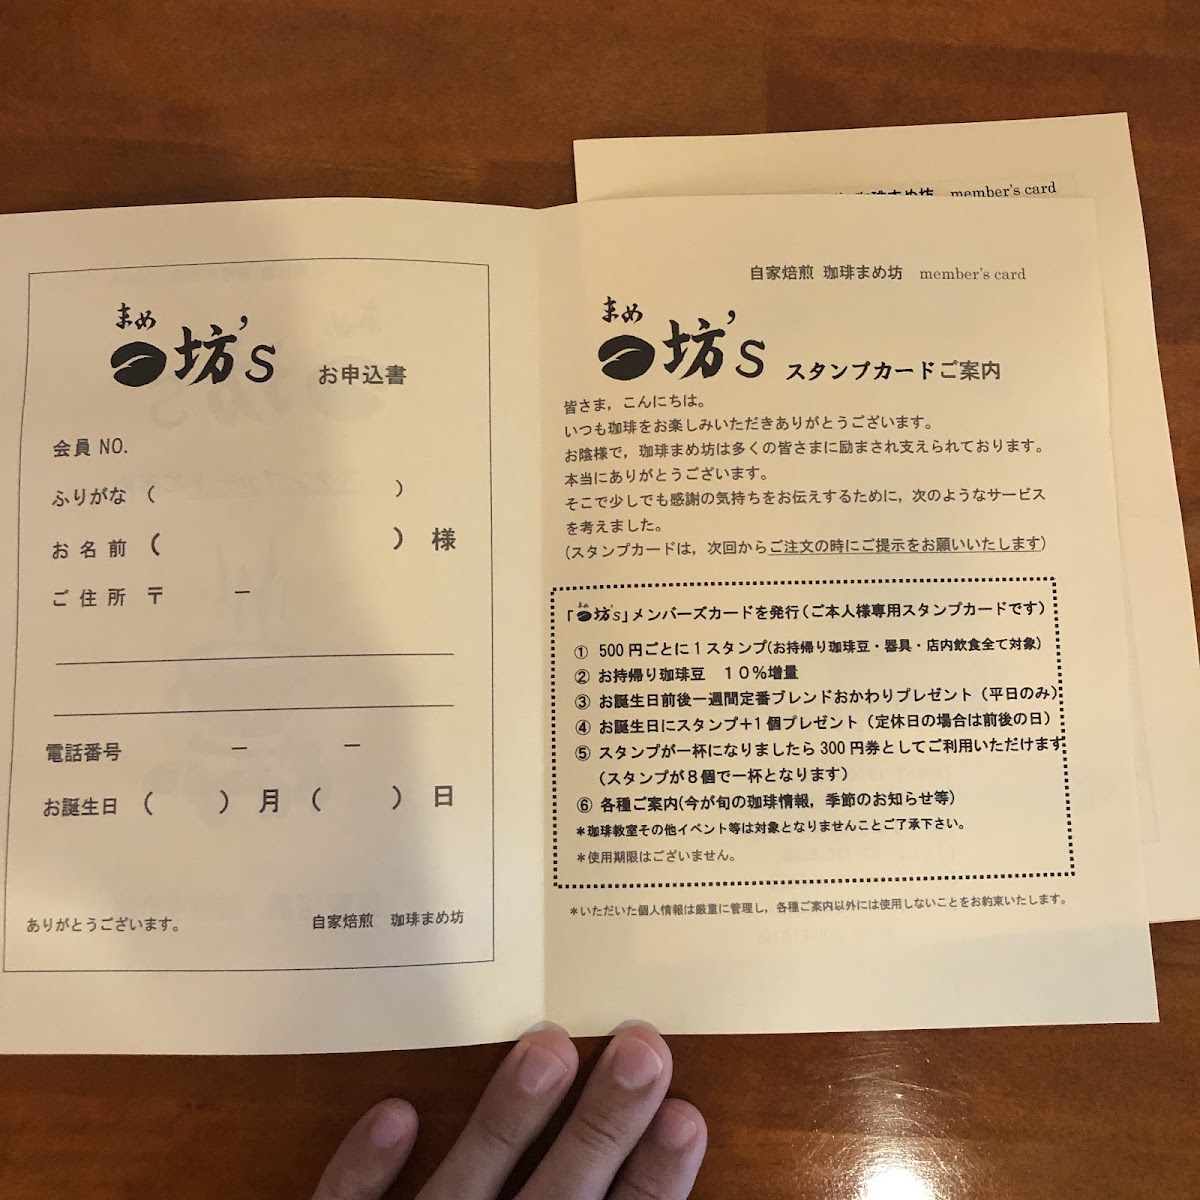 まめ
坊's お申込書
会員 NO.
ふりがな ( )
お名前 ( ) 様
ご住所 〒 －
電話番号 － －
お誕生日 ( ) 月 ( ) 日
ありがとうございます。 自家焙煎 珈琲まめ坊
珈琲まめ坊 member's card
自家焙煎 珈琲まめ坊 member's card
まめ
坊's スタンプカードご案内
皆さま，こんにちは。
いつも珈琲をお楽しみいただきありがとうございます。
お陰様で，珈琲まめ坊は多くの皆さまに励まされ支えられております。
本当にありがとうございます。
そこで少しでも感謝の気持ちをお伝えするために，次のようなサービス
を考えました。
(スタンプカードは，次回からご注文の時にご提示をお願いいたします)
「まめ坊's」メンバーズカードを発行(ご本人様専用スタンプカードです)
① 500円ごとに1スタンプ(お持帰り珈琲豆・器具・店内飲食全て対象)
② お持帰り珈琲豆 １０%増量
③ お誕生日前後一週間定番ブレンドおかわりプレゼント（平日のみ）
④ お誕生日にスタンプ＋1個プレゼント（定休日の場合は前後の日）
⑤ スタンプが一杯になりましたら300円券としてご利用いただけます
（スタンプが８個で一杯となります）
⑥ 各種ご案内(今が旬の珈琲情報，季節のお知らせ等)
＊珈琲教室その他イベント等は対象となりませんことご了承下さい。
＊使用期限はございません。
＊いただいた個人情報は厳重に管理し，各種ご案内以外には使用しないことをお約束いたします。